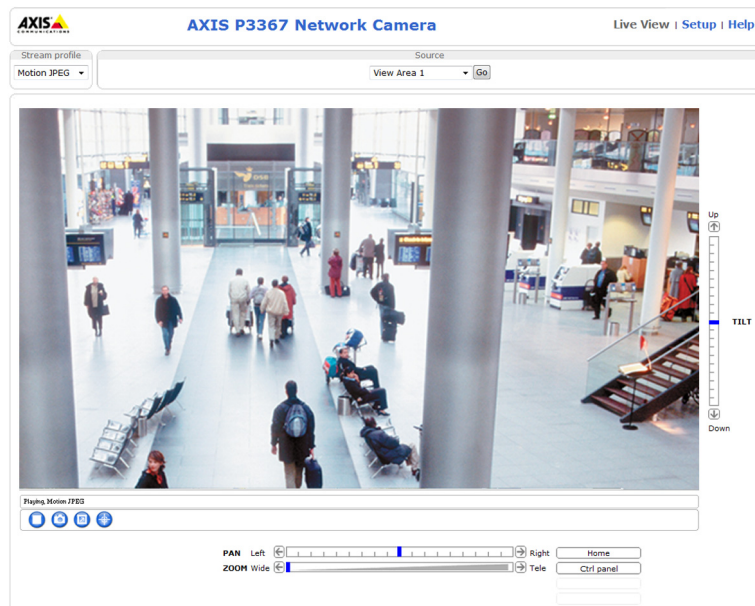 AXIS
COMMUNICATIONS
AXIS P3367 Network Camera
Live View | Setup | Help
Stream profile
Source
Motion JPEG
View Area 1
Go
Up
TILT
Down
Playing, Motion JPEG
PAN Left
Right
Home
ZOOM Wide
Tele
Ctrl panel